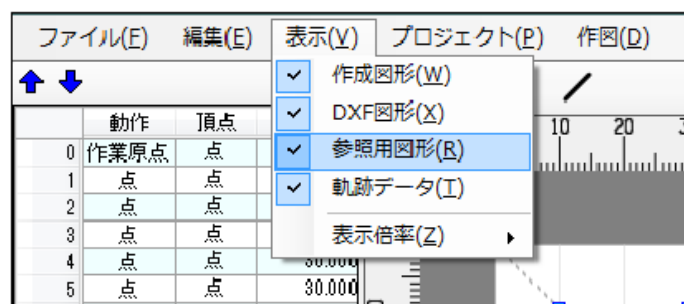 ファイル(F) 編集(E) 表示(V) プロジェクト(P) 作図(D)
作成図形(W)
DXF図形(X)
参照用図形(R)
軌跡データ(T)
表示倍率(Z)
動作 頂点
0 作業原点 点
1 点 点
2 点 点
3 点 点
4 点 点 30.000
5 点 点 30.000
10 20